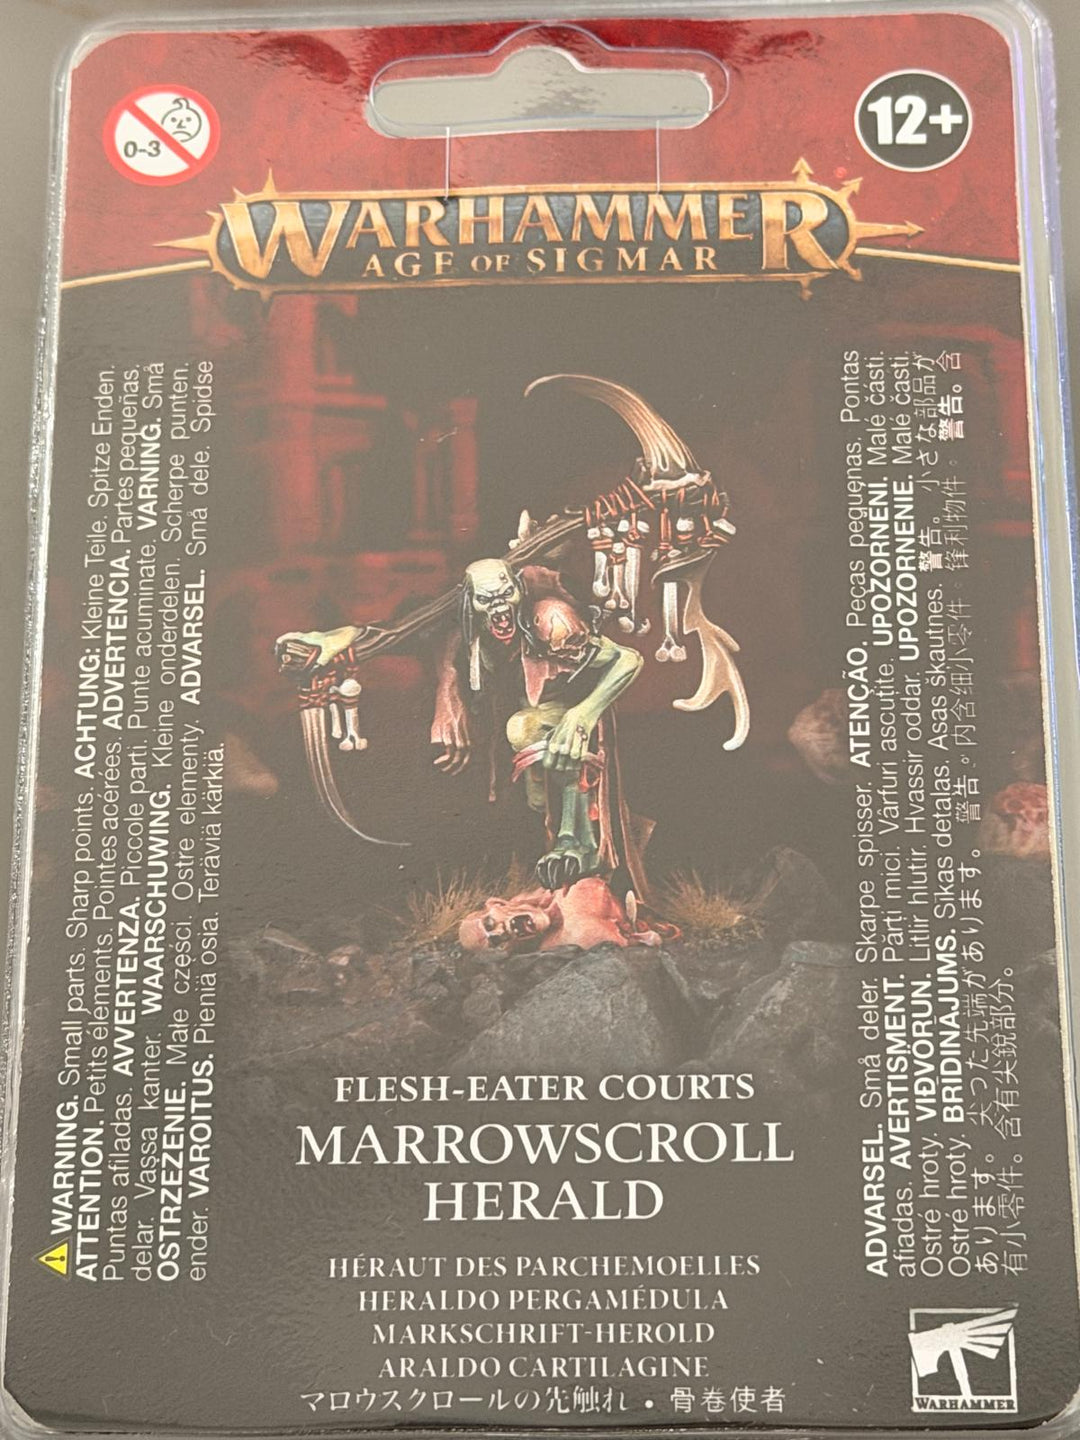 0-3
12+
WARHAMMER
AGE OF SIGMAR
⚠ WARNING. Small parts. Sharp points. ACHTUNG: Kleine Teile. Spitze Enden.
ATTENTION. Petits éléments. Pointes acérées. ADVERTENCIA. Partes pequeñas.
Puntas afiladas. AVVERTENZA. Piccole parti. Punte acuminate. VARNING. Små
delar. Vassa kanter. WAARSCHUWING. Kleine onderdelen. Scherpe punten.
OSTRZEŻENIE. Małe części. Ostre elementy. ADVARSEL. Små dele. Spidse
ender. VAROITUS. Pieniä osia. Teräviä kärkiä.
ADVARSEL. Små deler. Skarpe spisser. ATENÇÃO. Peças pequenas. Pontas
afiadas. AVERTISMENT. Părți mici. Vârfuri ascuțite. UPOZORNĚNÍ. Malé části.
Ostré hroty. VIÐVÖRUN. Litlir hlutir. Hvassir oddar. UPOZORNENIE. Malé časti.
Ostré hroty. BRĪDINĀJUMS. Sīkas detaļas. Asas šķautnes. 警告。小さな部品が
あります。尖った先端があります。警告。内含细小零件。锋利物件。警告。含
有小零件。含有尖銳部分。
FLESH-EATER COURTS
MARROWSCROLL
HERALD
HÉRAUT DES PARCHEMOELLES
HERALDO PERGAMÉDULA
MARKSCHRIFT-HEROLD
ARALDO CARTILAGINE
マロウスクロールの先触れ • 骨卷使者
WARHAMMER